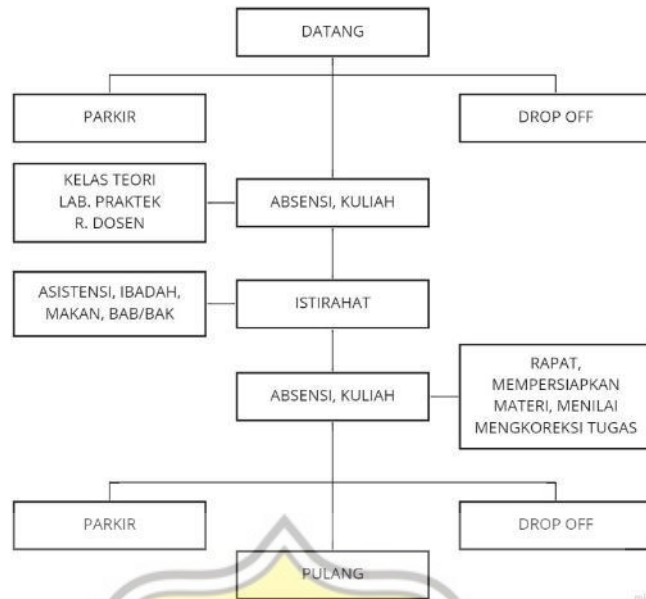 DATANG
PARKIR
DROP OFF
KELAS TEORI
LAB. PRAKTEK
R. DOSEN
ABSENSI, KULIAH
ASISTENSI, IBADAH,
MAKAN, BAB/BAK
ISTIRAHAT
ABSENSI, KULIAH
RAPAT,
MEMPERSIAPKAN
MATERI, MENILAI
MENGKOREKSI TUGAS
PARKIR
DROP OFF
PULANG